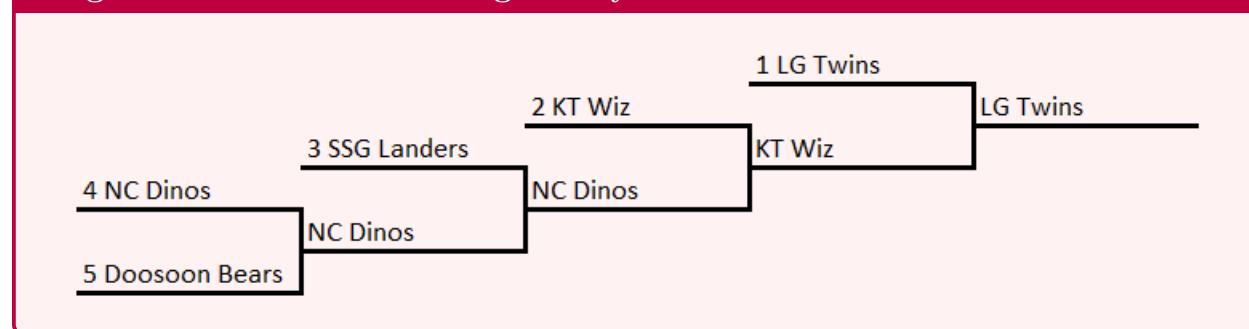 1 LG Twins
2 KT Wiz
LG Twins
3 SSG Landers
KT Wiz
4 NC Dinos
NC Dinos
NC Dinos
5 Doosoon Bears